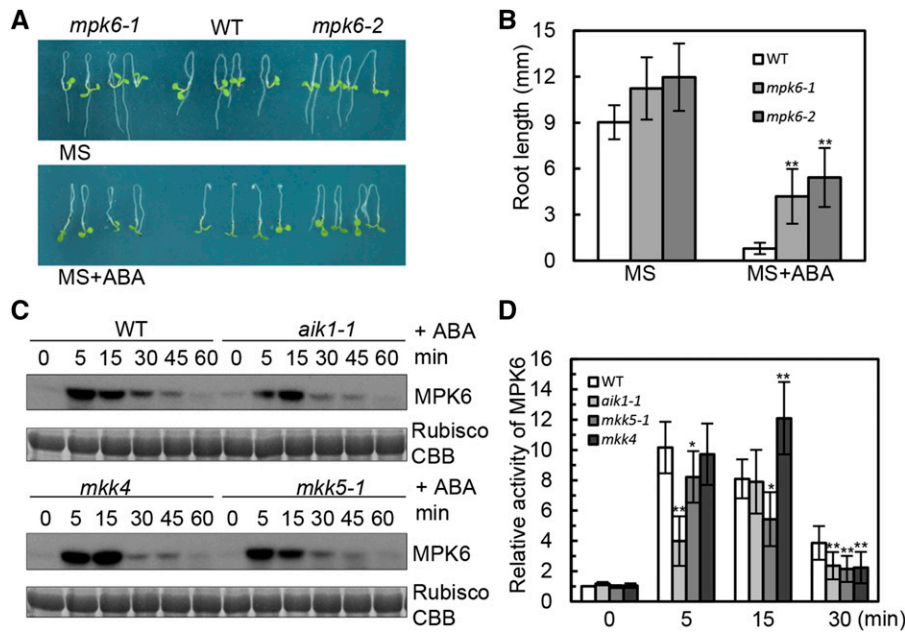 A
mpk6-1 WT mpk6-2
MS
MS+ABA
B
Root length (mm)
15
12
9
6
3
0
WT
mpk6-1
mpk6-2
** **
MS MS+ABA
C
WT aik1-1 + ABA
0 5 15 30 45 60 0 5 15 30 45 60 min
MPK6
Rubisco
CBB
mkk4 mkk5-1 + ABA
0 5 15 30 45 60 0 5 15 30 45 60 min
MPK6
Rubisco
CBB
D
Relative activity of MPK6
16
14
12
10
8
6
4
2
0
WT
aik1-1
mkk5-1
mkk4
** * * ** ** ** **
0 5 15 30 (min)